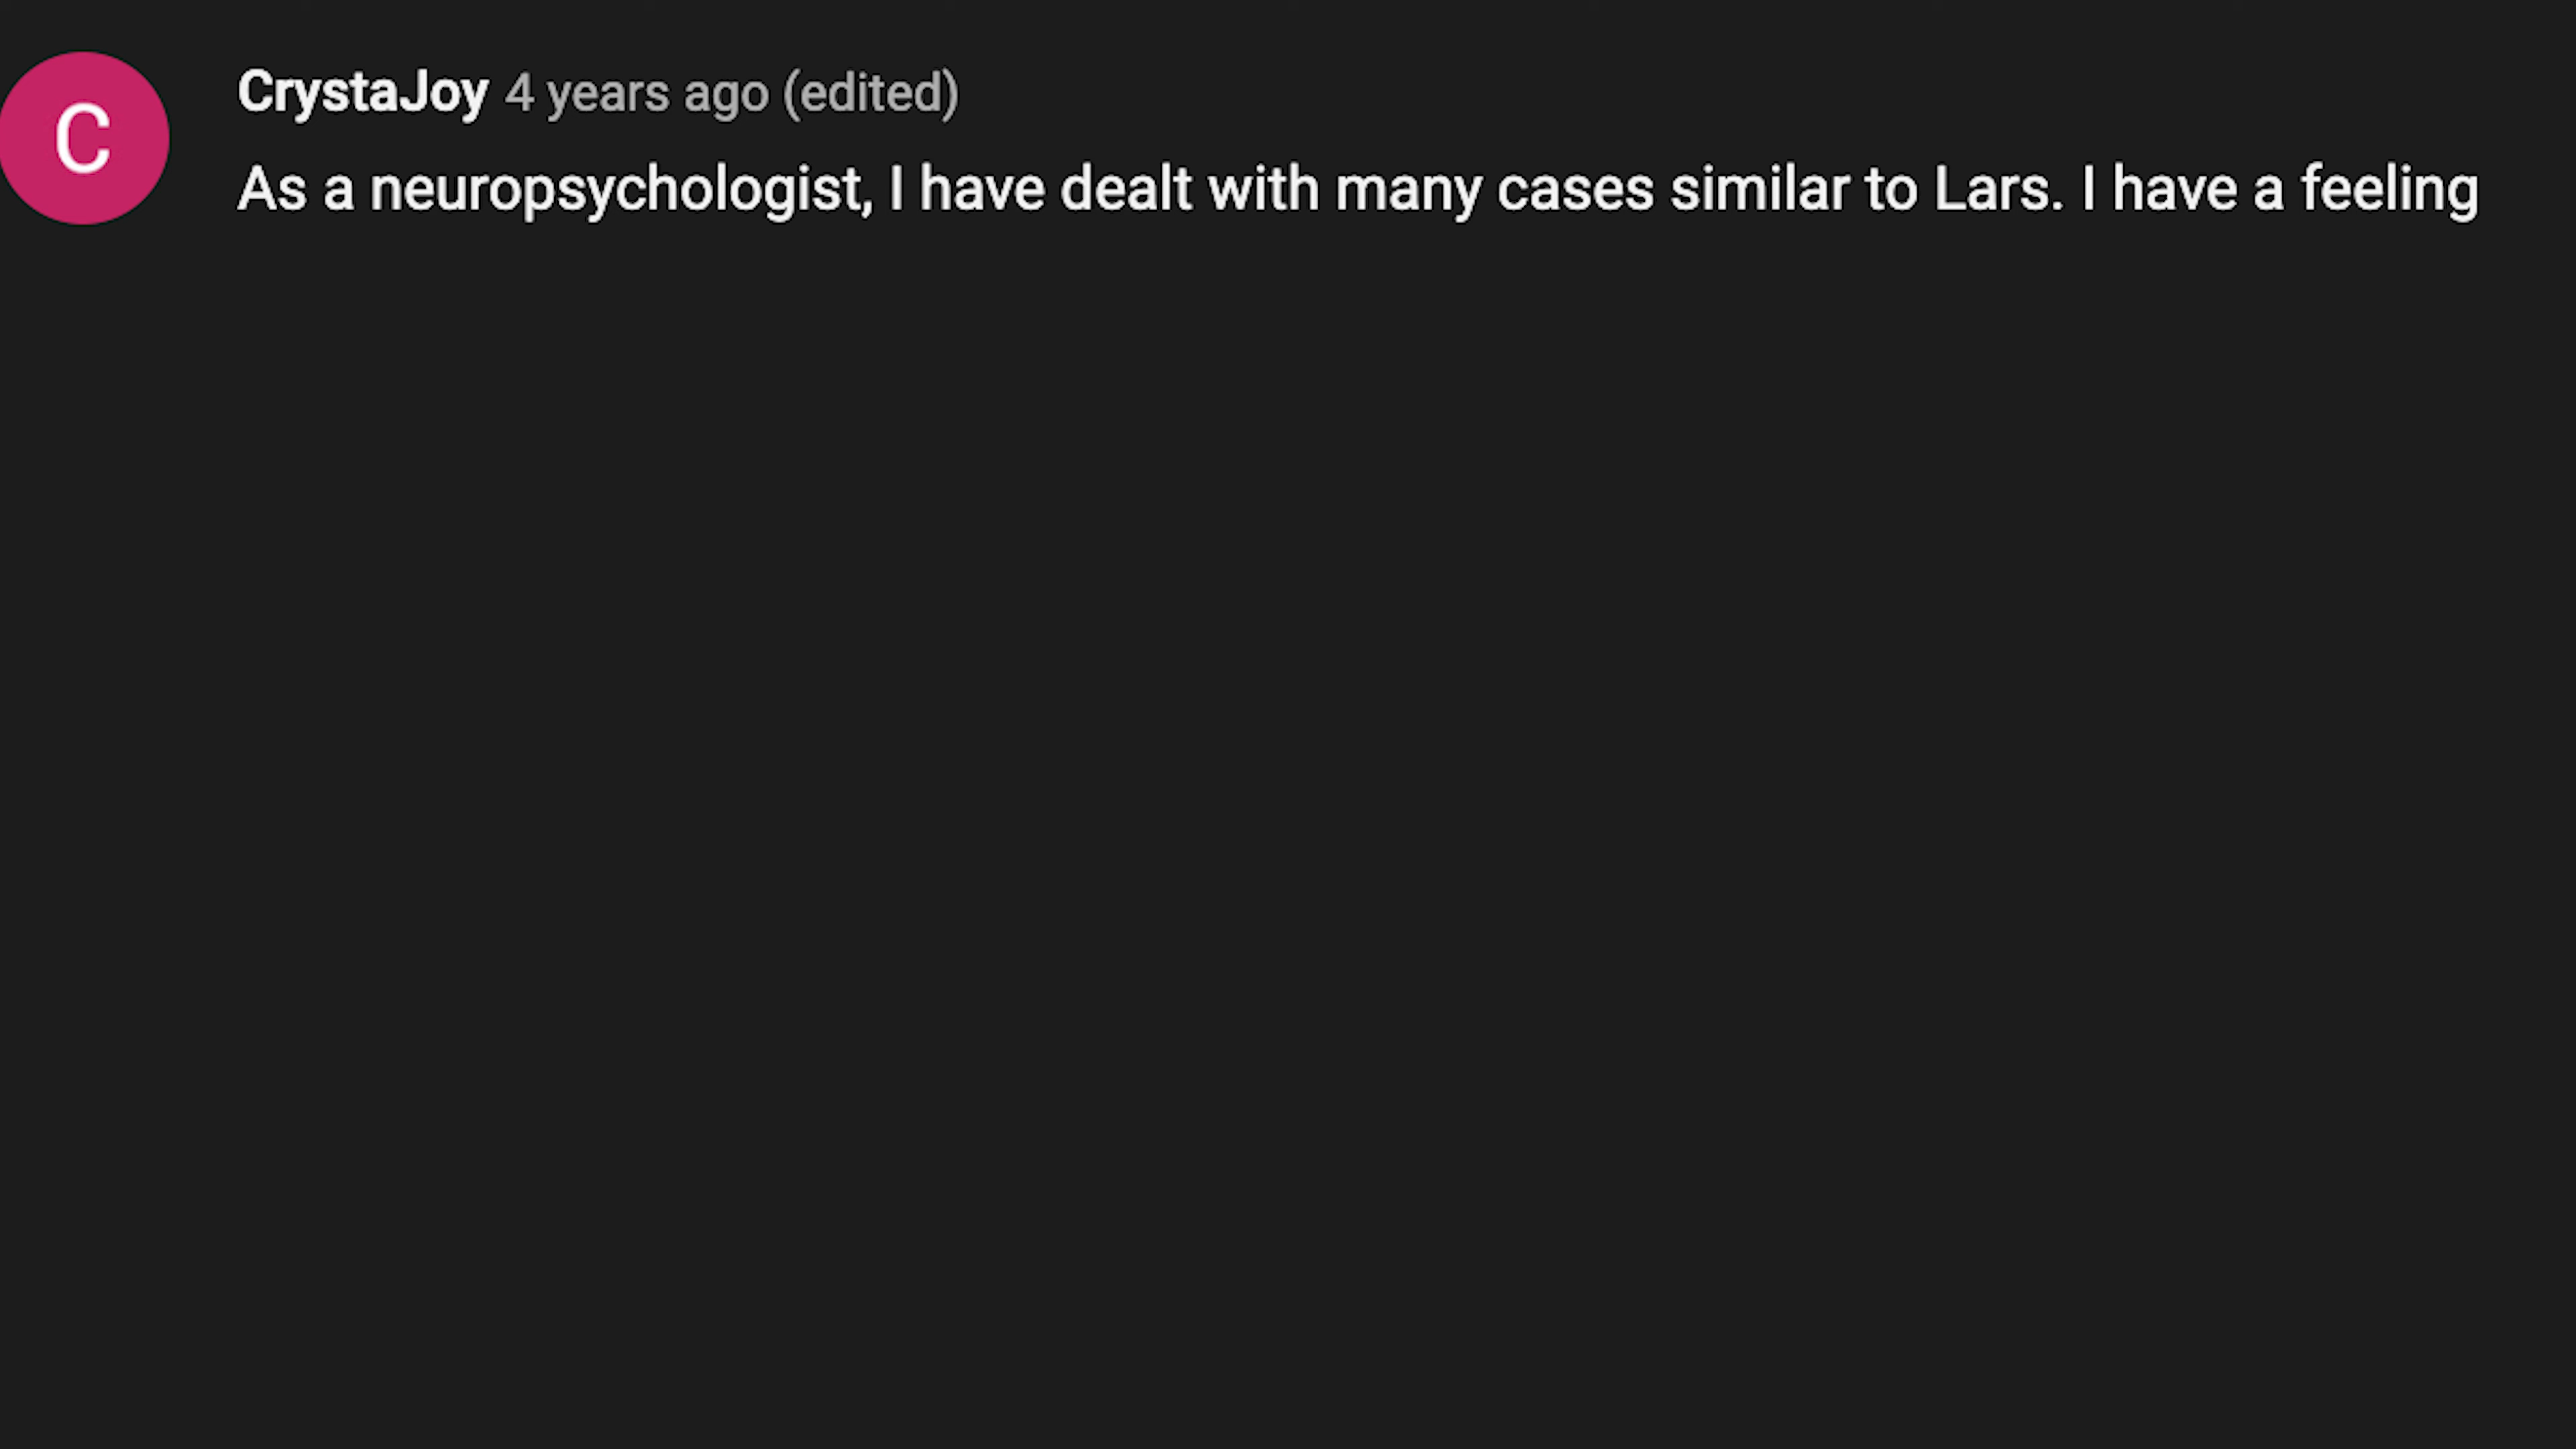 C
CrystaJoy 4 years ago (edited)
As a neuropsychologist, I have dealt with many cases similar to Lars. I have a feeling